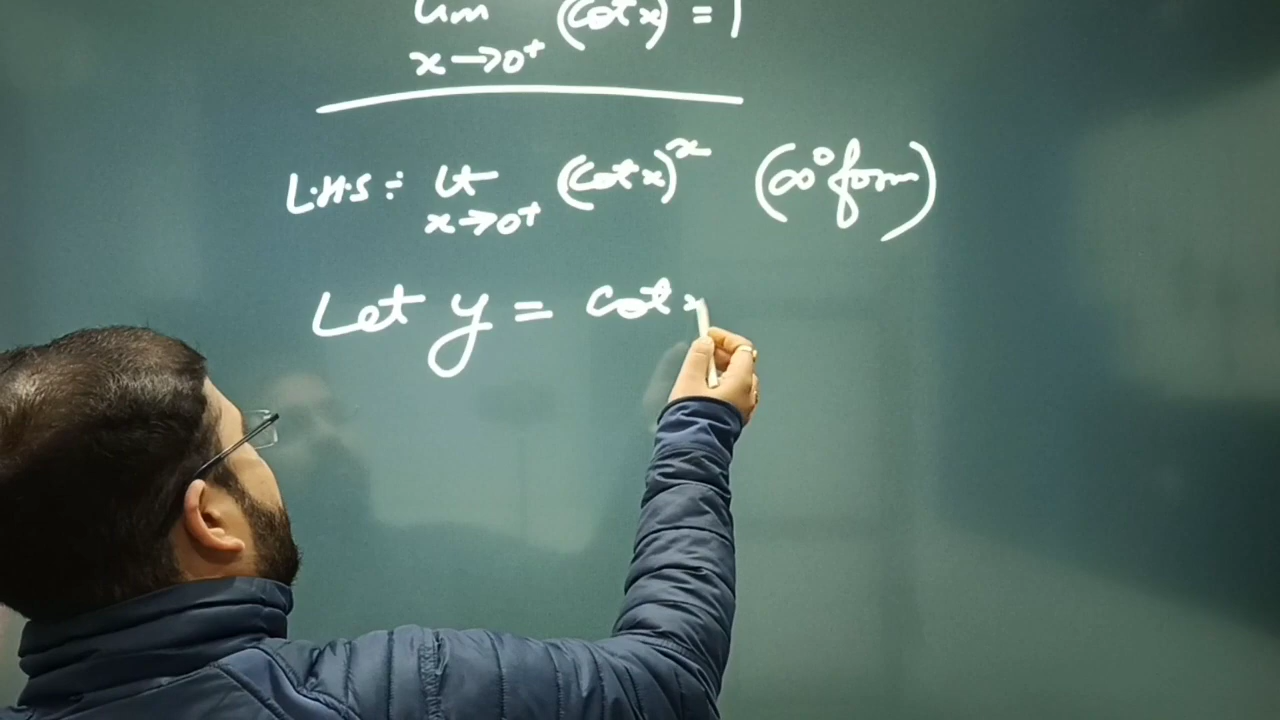 lim (cot x) = 1
x→0⁺
L.H.S :- Lt (cot x)ˣ (∞⁰ form)
x→0⁺
Let y = cot x